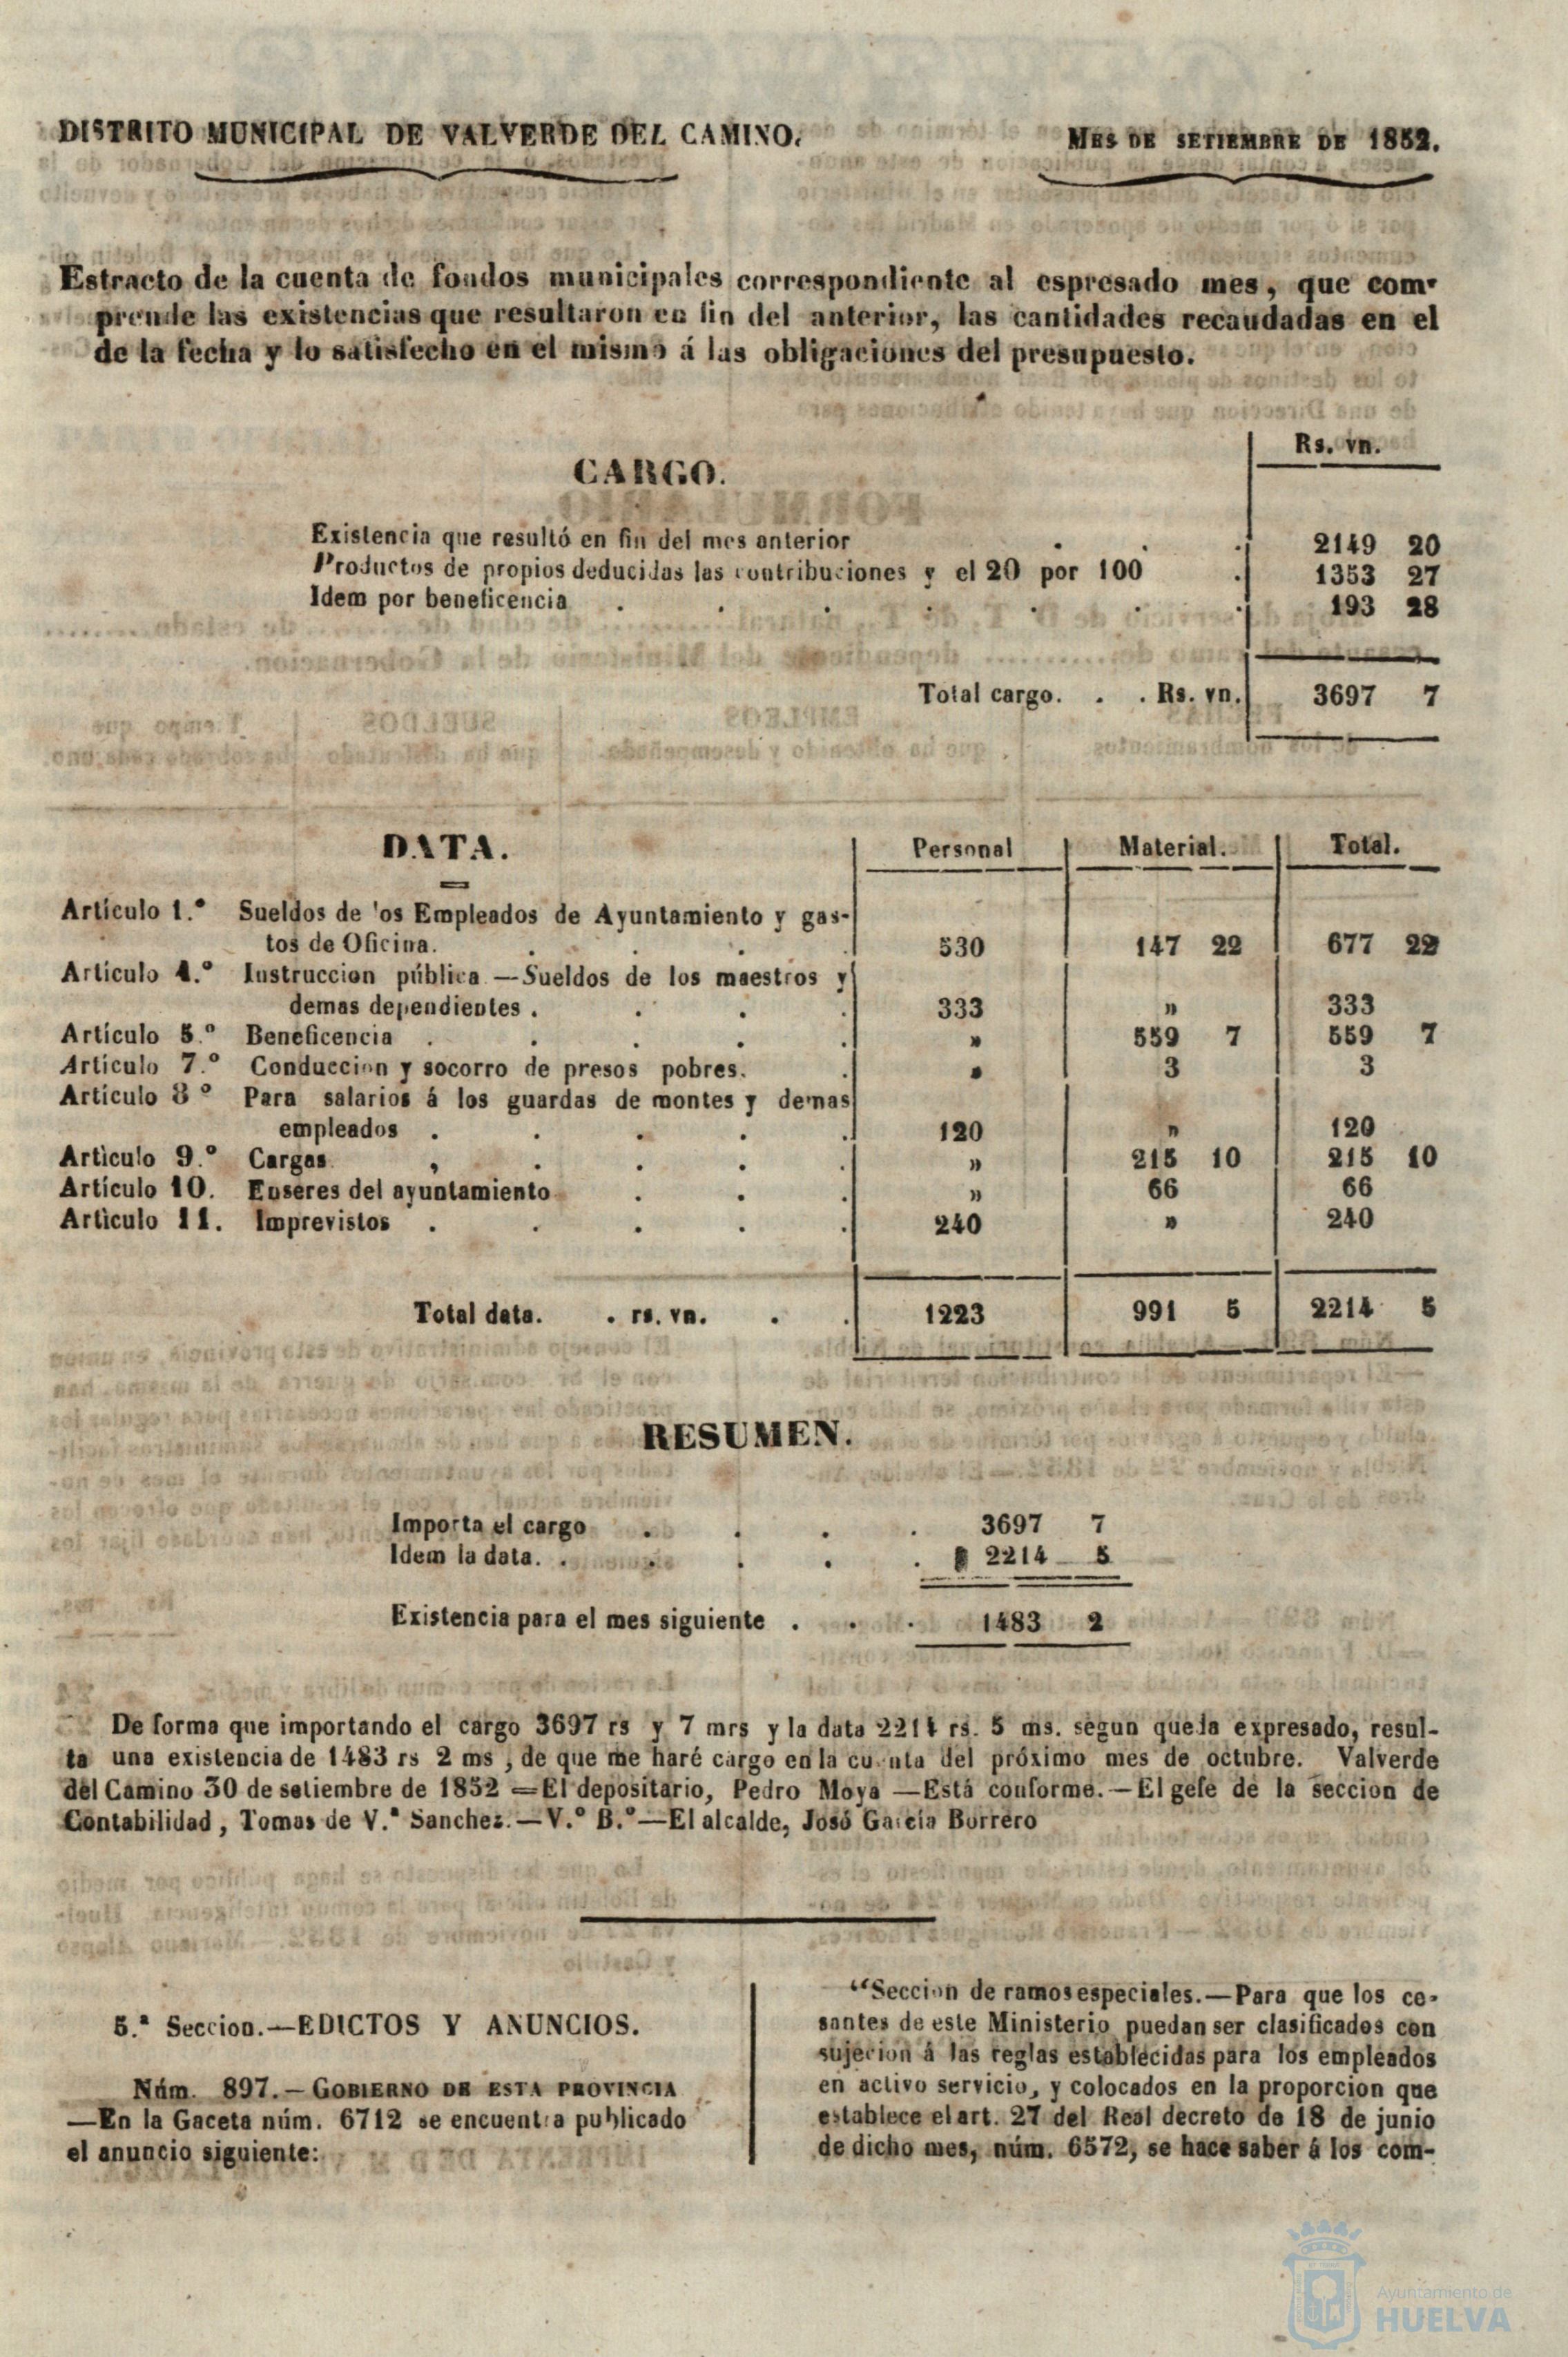 DISTRITO MUNICIPAL DE VALVERDE DEL CAMINO. MES DE SETIEMBRE DE 1852.
Estracto de la cuenta de fondos municipales correspondiente al espresado mes, que com-
prende las existencias que resultaron en fin del anterior, las cantidades recaudadas en el
de la fecha y lo satisfecho en el mismo á las obligaciones del presupuesto.
Rs. vn.
CARGO.
Existencia que resultó en fin del mes anterior . . . 2149 20
Productos de propios deducidas las contribuciones y el 20 por 100 . 1353 27
Idem por beneficencia . . . . . . . 193 28
Total cargo. . . Rs. vn. 3697 7
DATA. Personal Material. Total.
Artículo 1.º Sueldos de los Empleados de Ayuntamiento y gas-
tos de Oficina. . . . . 530 147 22 677 22
Artículo 4.º Instruccion pública —Sueldos de los maestros y
demas dependientes . . . . 333 » 333
Artículo 5.º Beneficencia . . . . . » 559 7 559 7
Artículo 7.º Conduccion y socorro de presos pobres. . » 3 3
Artículo 8º Para salarios á los guardas de montes y demas
empleados . . . . . 120 » 120
Artìculo 9.º Cargas , . . . . » 215 10 215 10
Artículo 10. Enseres del ayuntamiento . . . » 66 66
Artìculo 11. Imprevistos . . . . . 240 » 240
Total data. . rs. vn. . . 1223 991 5 2214 5
RESUMEN.
Importa el cargo . . . . 3697 7
Idem la data. . . . . . 2214 5
Existencia para el mes siguiente . . . 1483 2
De forma que importando el cargo 3697 rs y 7 mrs y la data 2214 rs. 5 ms. segun queda expresado, resul-
ta una existencia de 1483 rs 2 ms , de que me haré cargo en la cuenta del próximo mes de octubre. Valverde
del Camino 30 de setiembre de 1852 =El depositario, Pedro Moya —Está conforme.—El gefe de la seccion de
Contabilidad , Tomas de V.ª Sanchez.—V.º B.º—El alcalde, Josó García Borrero
5.ª Seccion.—EDICTOS Y ANUNCIOS.
Núm. 897.—GOBIERNO DE ESTA PROVINCIA
—En la Gaceta núm. 6712 se encuentra publicado
el anuncio siguiente:
“Seccion de ramos especiales.—Para que los ce-
santes de este Ministerio puedan ser clasificados con
sujecion á las reglas establecidas para los empleados
en activo servicio, y colocados en la proporcion que
establece el art. 27 del Real decreto de 18 de junio
de dicho mes, núm. 6572, se hace saber á los com-
Ayuntamiento de
HUELVA